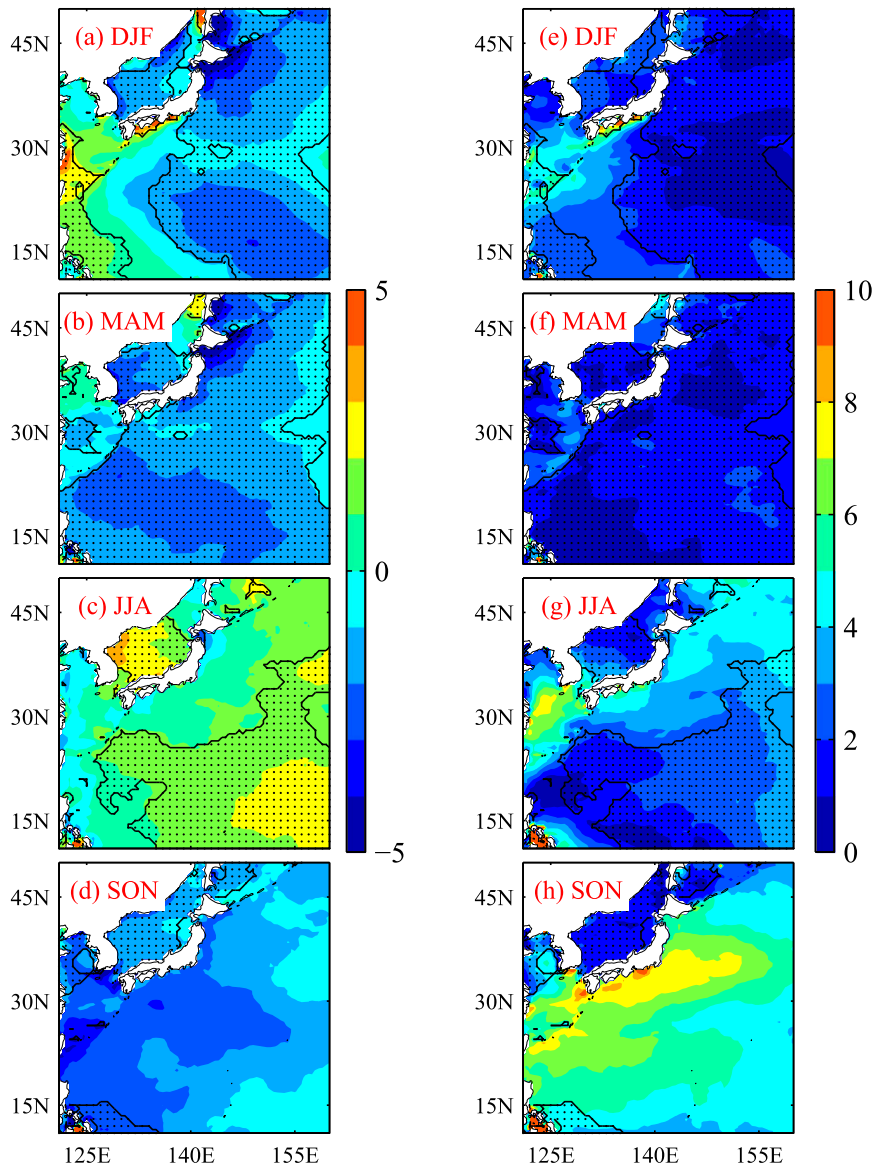 45N (a) DJF (e) DJF 45N
30N 30N
15N 15N
5 10
45N (b) MAM (f) MAM 45N
30N 8 30N
15N 6 15N
0
45N (c) JJA (g) JJA 45N
4
30N 2 30N
15N 15N
−5 0
45N (d) SON (h) SON 45N
30N 30N
15N 15N
125E 140E 155E 125E 140E 155E